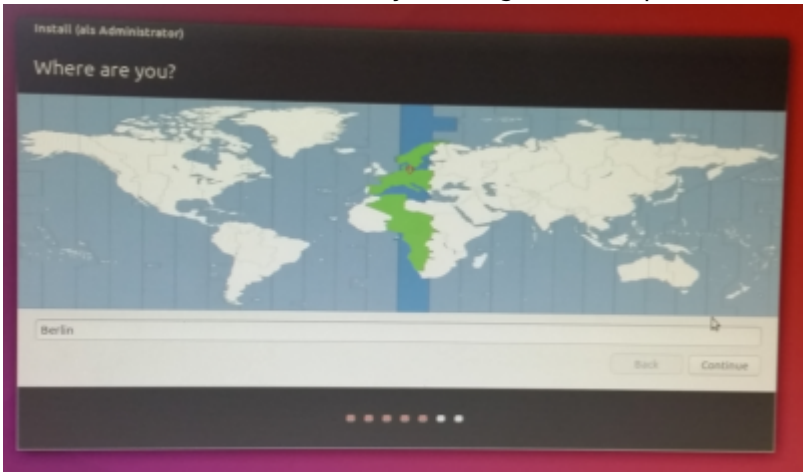 Install (als Administrator)
Where are you?
Berlin
Back
Continue